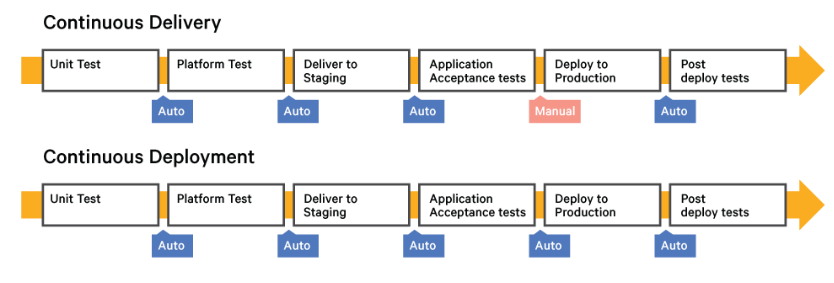 Continuous Delivery
Unit Test
Platform Test
Deliver to
Staging
Application
Acceptance tests
Deploy to
Production
Post
deploy tests
Auto
Auto
Auto
Manual
Auto
Continuous Deployment
Unit Test
Platform Test
Deliver to
Staging
Application
Acceptance tests
Deploy to
Production
Post
deploy tests
Auto
Auto
Auto
Auto
Auto